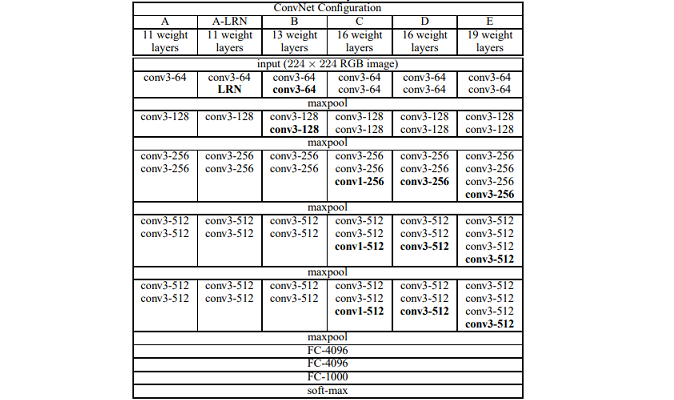 ConvNet Configuration
A A-LRN B C D E
11 weight layers 11 weight layers 13 weight layers 16 weight layers 16 weight layers 19 weight layers
input (224 × 224 RGB image)
conv3-64 conv3-64 conv3-64 conv3-64 conv3-64 conv3-64
LRN conv3-64 conv3-64 conv3-64 conv3-64
maxpool
conv3-128 conv3-128 conv3-128 conv3-128 conv3-128 conv3-128
conv3-128 conv3-128 conv3-128 conv3-128
maxpool
conv3-256 conv3-256 conv3-256 conv3-256 conv3-256 conv3-256
conv3-256 conv3-256 conv3-256 conv3-256 conv3-256 conv3-256
conv1-256 conv3-256 conv3-256
conv3-256
maxpool
conv3-512 conv3-512 conv3-512 conv3-512 conv3-512 conv3-512
conv3-512 conv3-512 conv3-512 conv3-512 conv3-512 conv3-512
conv1-512 conv3-512 conv3-512
conv3-512
maxpool
conv3-512 conv3-512 conv3-512 conv3-512 conv3-512 conv3-512
conv3-512 conv3-512 conv3-512 conv3-512 conv3-512 conv3-512
conv1-512 conv3-512 conv3-512
conv3-512
maxpool
FC-4096
FC-4096
FC-1000
soft-max